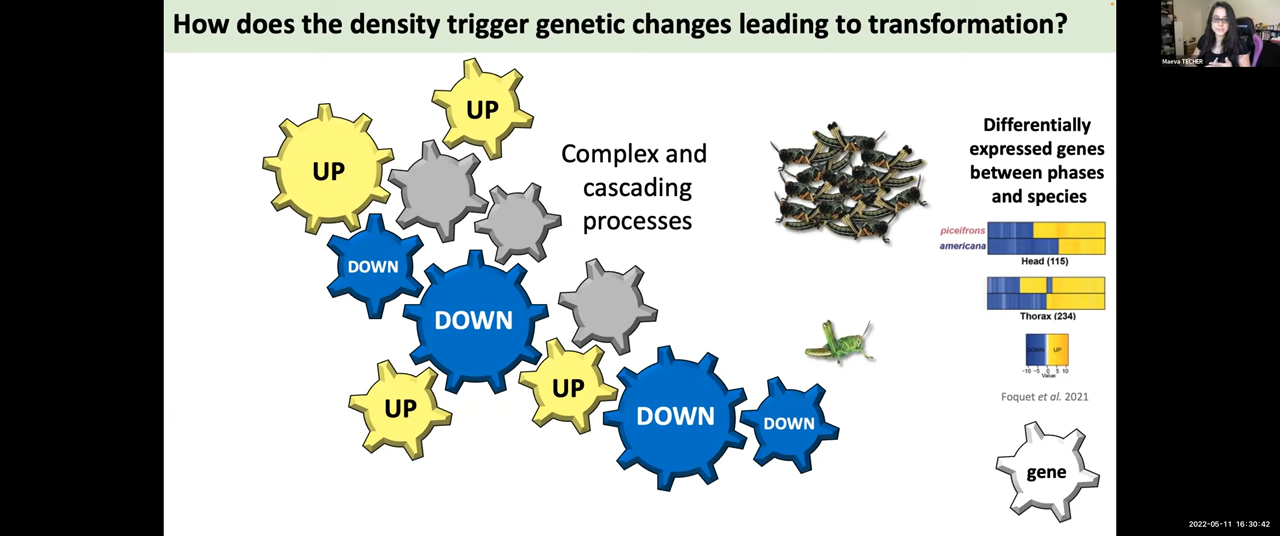 How does the density trigger genetic changes leading to transformation?
Maeva TECHER
UP
UP
DOWN
DOWN
UP
UP
DOWN
DOWN
Complex and
cascading
processes
Differentially
expressed genes
between phases
and species
piceifrons
americana
Head (115)
Thorax (234)
DOWN
UP
-10 -5 0 5 10
Value
Foquet et al. 2021
gene
2022-05-11 16:30:42